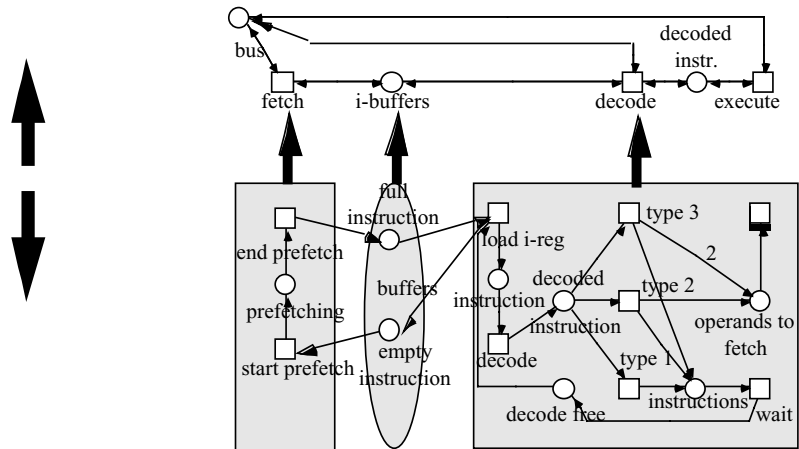 bus
decoded
instr.
fetch
i-buffers
decode
execute
full
instruction
end prefetch
prefetching
start prefetch
buffers
empty
instruction
load i-reg
instruction
decode
decoded
instruction
type 3
2
type 2
operands to
fetch
type 1
decode free
instructions
wait